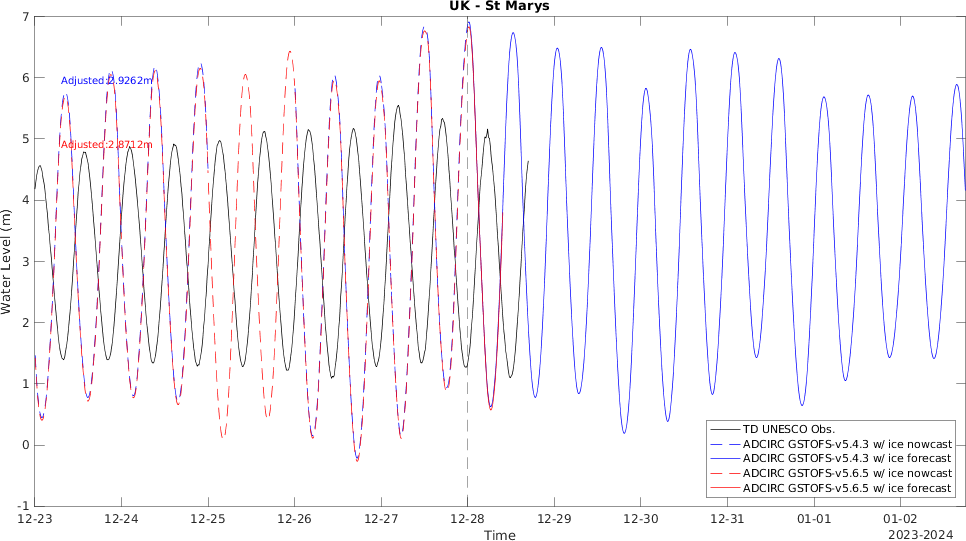 UK - St Marys
7
6
5
4
3
2
1
0
-1
Water Level (m)
Adjusted:2.9262m
Adjusted:2.8712m
TD UNESCO Obs.
ADCIRC GSTOFS-v5.4.3 w/ ice nowcast
ADCIRC GSTOFS-v5.4.3 w/ ice forecast
ADCIRC GSTOFS-v5.6.5 w/ ice nowcast
ADCIRC GSTOFS-v5.6.5 w/ ice forecast
12-23 12-24 12-25 12-26 12-27 12-28 12-29 12-30 12-31 01-01 01-02
Time
2023-2024